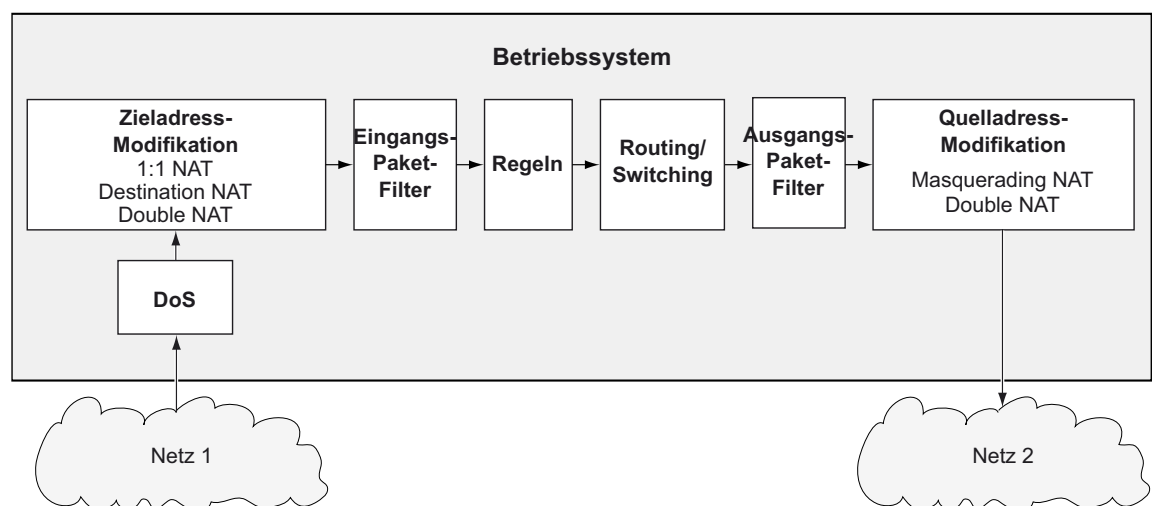 Betriebssystem
Zieladress-
Modifikation
1:1 NAT
Destination NAT
Double NAT
Eingangs-
Paket-
Filter
Regeln
Routing/
Switching
Ausgangs-
Paket-
Filter
Quelladress-
Modifikation
Masquerading NAT
Double NAT
DoS
Netz 1
Netz 2